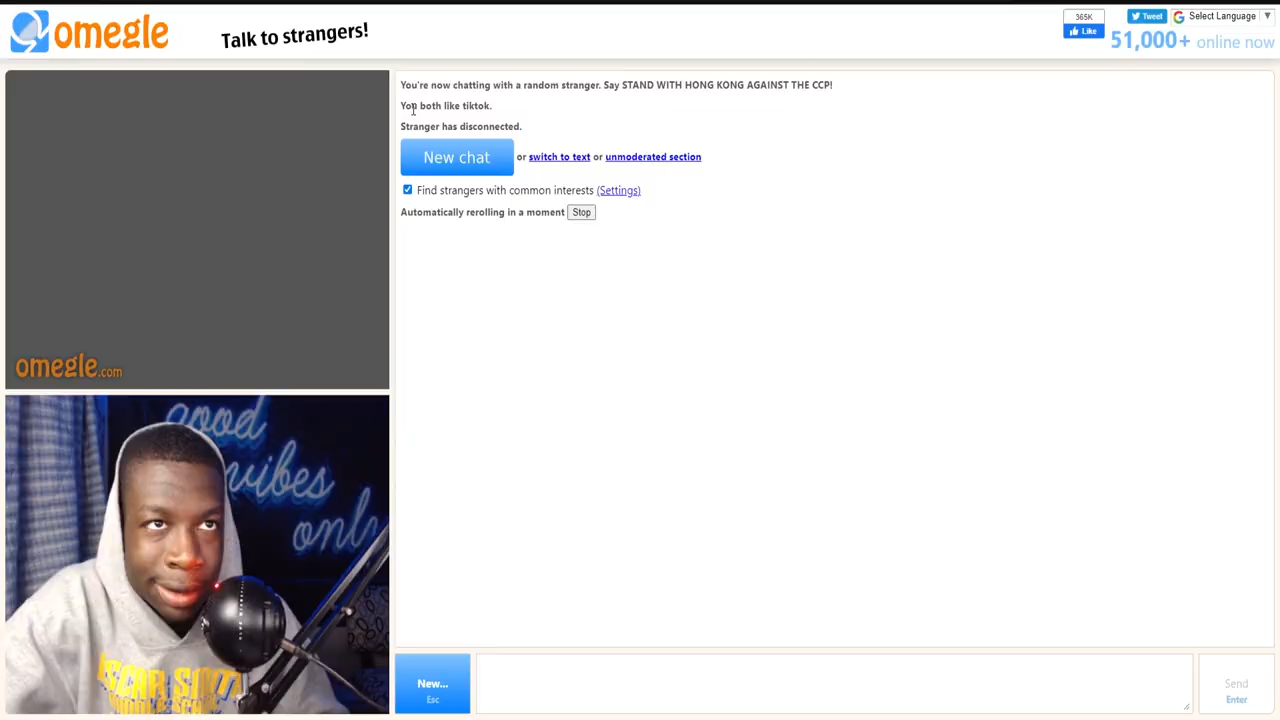 omegle
Talk to strangers!
365K
Like
Tweet
Select Language
51,000+ online now
You're now chatting with a random stranger. Say STAND WITH HONG KONG AGAINST THE CCP!
You both like tiktok.
Stranger has disconnected.
New chat or switch to text or unmoderated section
Find strangers with common interests (Settings)
Automatically rerolling in a moment Stop
omegle.com
good
vibes
only
New...
Esc
Send
Enter